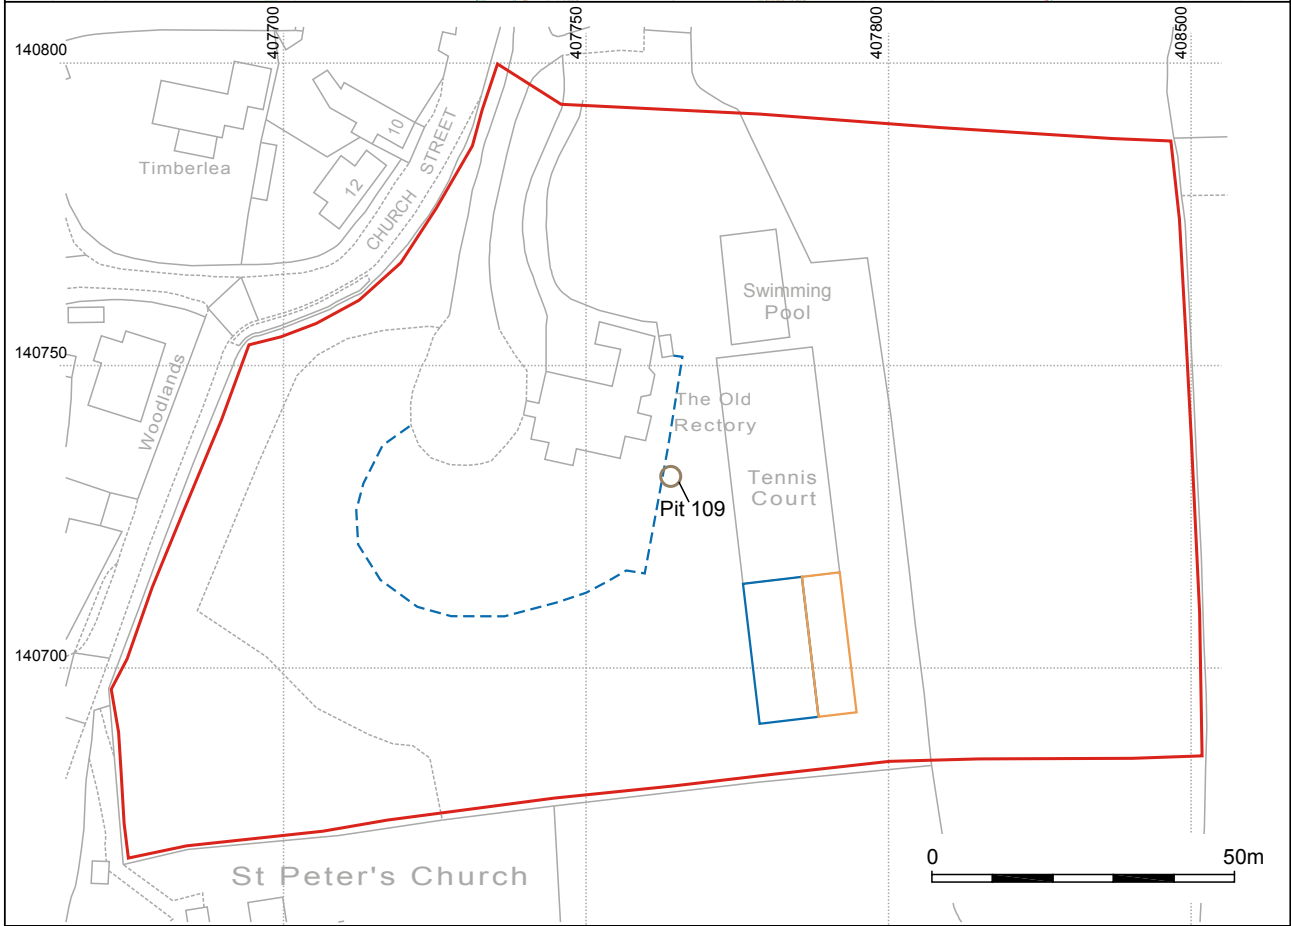 407700
407750
407800
408500
140800
10
STREET
Timberlea
12
CHURCH
Swimming
Pool
140750
Woodlands
The Old
Rectory
Tennis
Court
Pit 109
140700
0
50m
St Peter's Church